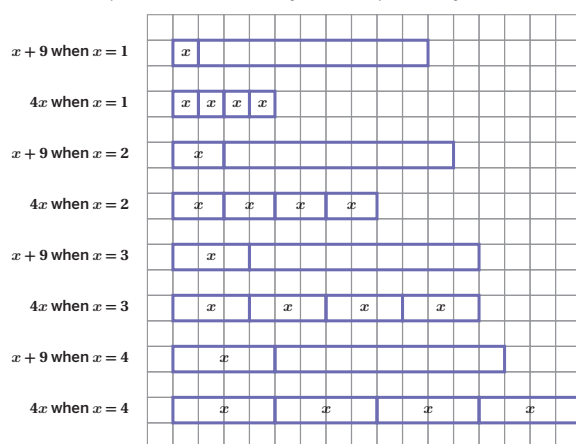 x + 9 when x = 1
x
4x when x = 1
x x x x
x + 9 when x = 2
x
4x when x = 2
x x x x
x + 9 when x = 3
x
4x when x = 3
x x x x
x + 9 when x = 4
x
4x when x = 4
x x x x